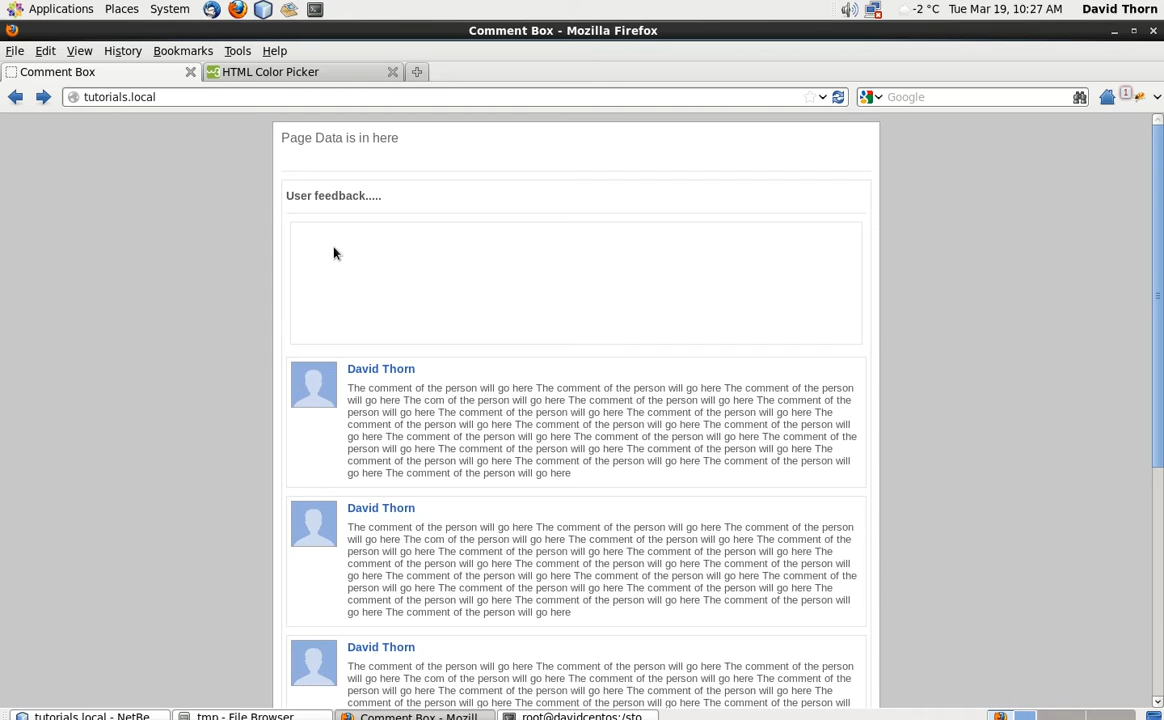 Applications Places System -2 °C Tue Mar 19, 10:27 AM David Thorn
Comment Box - Mozilla Firefox
File Edit View History Bookmarks Tools Help
Comment Box HTML Color Picker
tutorials.local Google 1
Page Data is in here
User feedback.....
David Thorn
The comment of the person will go here The comment of the person will go here The comment of the person
will go here The com of the person will go here The comment of the person will go here The comment of the
person will go here The comment of the person will go here The comment of the person will go here The
comment of the person will go here The comment of the person will go here The comment of the person will
go here The comment of the person will go here The comment of the person will go here The comment of the
person will go here The comment of the person will go here The comment of the person will go here The
comment of the person will go here The comment of the person will go here The comment of the person will
go here The comment of the person will go here
David Thorn
The comment of the person will go here The comment of the person will go here The comment of the person
will go here The com of the person will go here The comment of the person will go here The comment of the
person will go here The comment of the person will go here The comment of the person will go here The
comment of the person will go here The comment of the person will go here The comment of the person will
go here The comment of the person will go here The comment of the person will go here The comment of the
person will go here The comment of the person will go here The comment of the person will go here The
comment of the person will go here The comment of the person will go here The comment of the person will
go here The comment of the person will go here
David Thorn
The comment of the person will go here The comment of the person will go here The comment of the person
will go here The com of the person will go here The comment of the person will go here The comment of the
person will go here The comment of the person will go here The comment of the person will go here The
comment of the person will go here The comment of the person will go here The comment of the person will
tutorials.local - NetBe... tmp - File Browser Comment Box - Mozill... root@davidcentos:/sto...